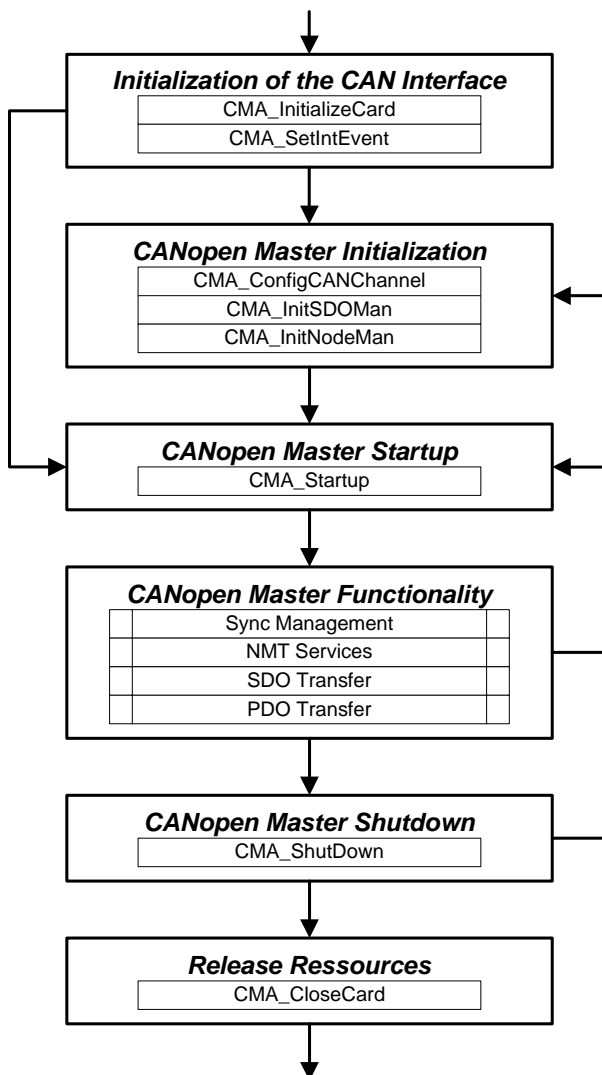 Initialization of the CAN Interface
CMA_InitializeCard
CMA_SetIntEvent
CANopen Master Initialization
CMA_ConfigCANChannel
CMA_InitSDOMan
CMA_InitNodeMan
CANopen Master Startup
CMA_Startup
CANopen Master Functionality
Sync Management
NMT Services
SDO Transfer
PDO Transfer
CANopen Master Shutdown
CMA_ShutDown
Release Ressources
CMA_CloseCard